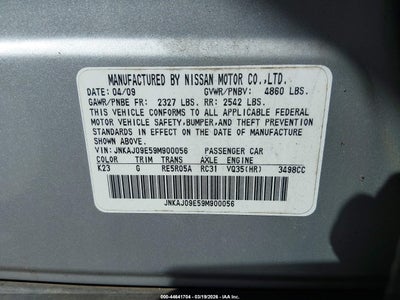 MANUFACTURED BY NISSAN MOTOR CO.,LTD.
DATE: 04/09 GVWR/PNBV: 4860 LBS.
GAWR/PNBE FR: 2327 LBS. RR: 2542 LBS.
THIS VEHICLE CONFORMS TO ALL APPLICABLE FEDERAL
MOTOR VEHICLE SAFETY,BUMPER,AND THEFT PREVENTION
STANDARDS IN EFFECT ON THE DATE OF MANUFACTURE
SHOWN ABOVE.
VIN: JNKAJ09E59M900056 PASSENGER CAR
COLOR TRIM TRANS AXLE ENGINE
K23 G RE5R05A RC31 VQ35(HR) 3498CC
JNKAJ09E59M900056
000-44641704 - 03/19/2026 - IAA